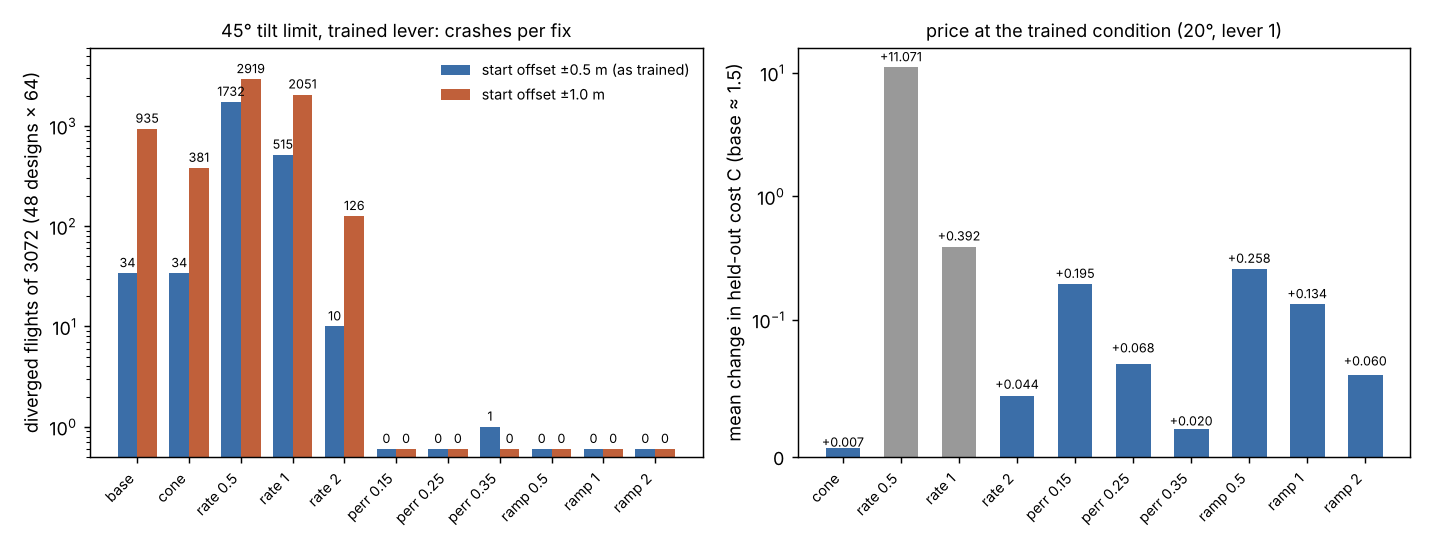 45° tilt limit, trained lever: crashes per fix
diverged flights of 3072 (48 designs × 64)
start offset ±0.5 m (as trained)
start offset ±1.0 m
10³
10²
10¹
10⁰
34
935
34
381
1732
2919
515
2051
10
126
0
0
0
0
1
0
0
0
0
0
0
0
base
cone
rate 0.5
rate 1
rate 2
perr 0.15
perr 0.25
perr 0.35
ramp 0.5
ramp 1
ramp 2
price at the trained condition (20°, lever 1)
mean change in held-out cost C (base ≈ 1.5)
10¹
10⁰
10⁻¹
0
+0.007
+11.071
+0.392
+0.044
+0.195
+0.068
+0.020
+0.258
+0.134
+0.060
cone
rate 0.5
rate 1
rate 2
perr 0.15
perr 0.25
perr 0.35
ramp 0.5
ramp 1
ramp 2